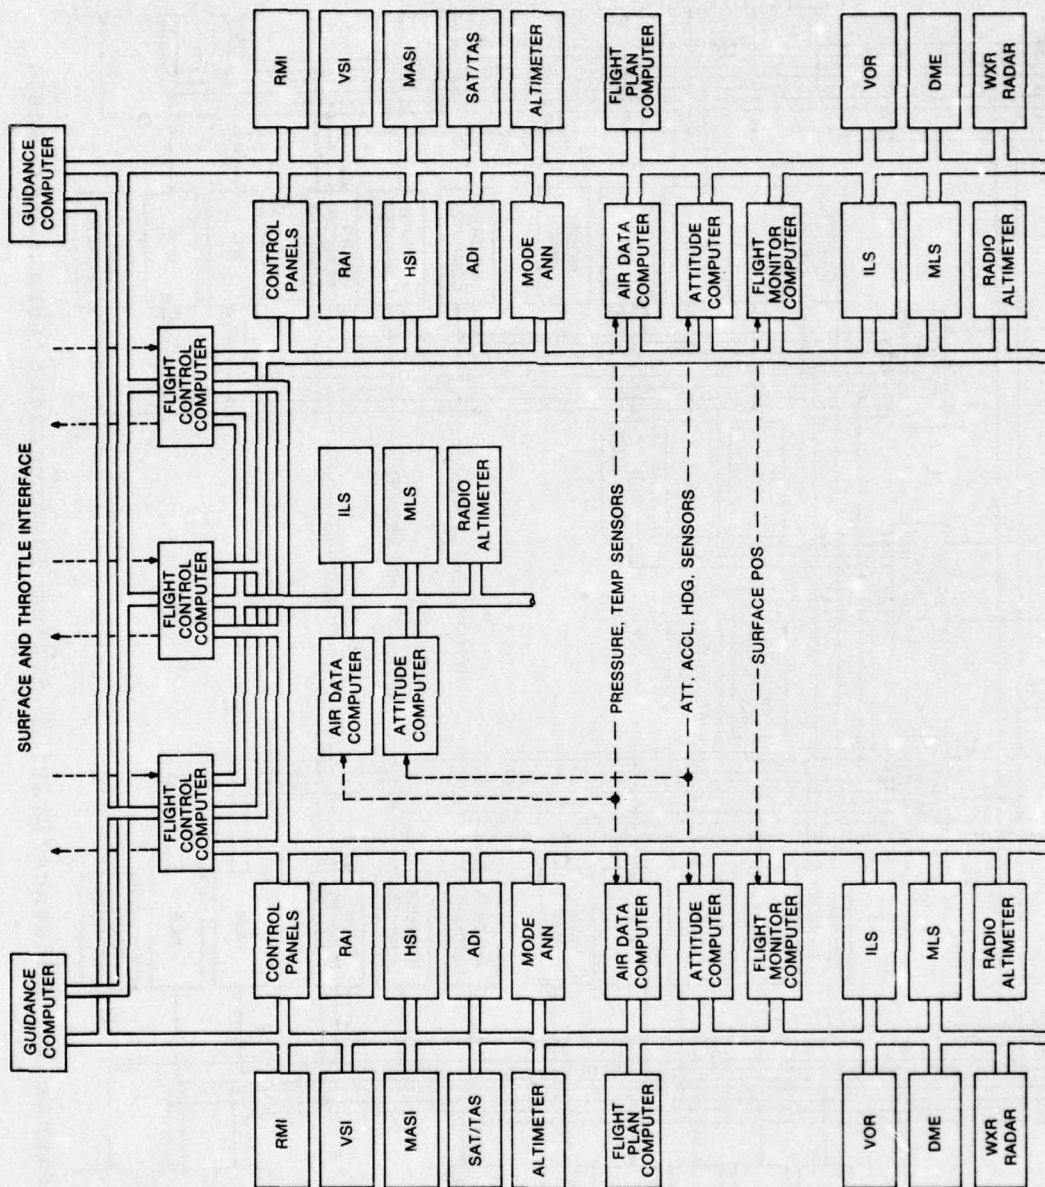 SURFACE AND THROTTLE INTERFACE
GUIDANCE
COMPUTER
GUIDANCE
COMPUTER
FLIGHT
CONTROL
COMPUTER
FLIGHT
CONTROL
COMPUTER
FLIGHT
CONTROL
COMPUTER
RMI
CONTROL
PANELS
CONTROL
PANELS
RMI
VSI
RAI
RAI
VSI
MASI
HSI
HSI
MASI
SAT/TAS
ADI
ADI
SAT/TAS
ALTIMETER
MODE
ANN
MODE
ANN
ALTIMETER
AIR DATA
COMPUTER
ILS
ATTITUDE
COMPUTER
MLS
RADIO
ALTIMETER
FLIGHT
PLAN
COMPUTER
AIR DATA
COMPUTER
PRESSURE, TEMP SENSORS
AIR DATA
COMPUTER
FLIGHT
PLAN
COMPUTER
ATTITUDE
COMPUTER
ATT, ACCL, HDG. SENSORS
ATTITUDE
COMPUTER
FLIGHT
MONITOR
COMPUTER
SURFACE POS
FLIGHT
MONITOR
COMPUTER
VOR
ILS
ILS
VOR
DME
MLS
MLS
DME
WXR
RADAR
RADIO
ALTIMETER
RADIO
ALTIMETER
WXR
RADAR